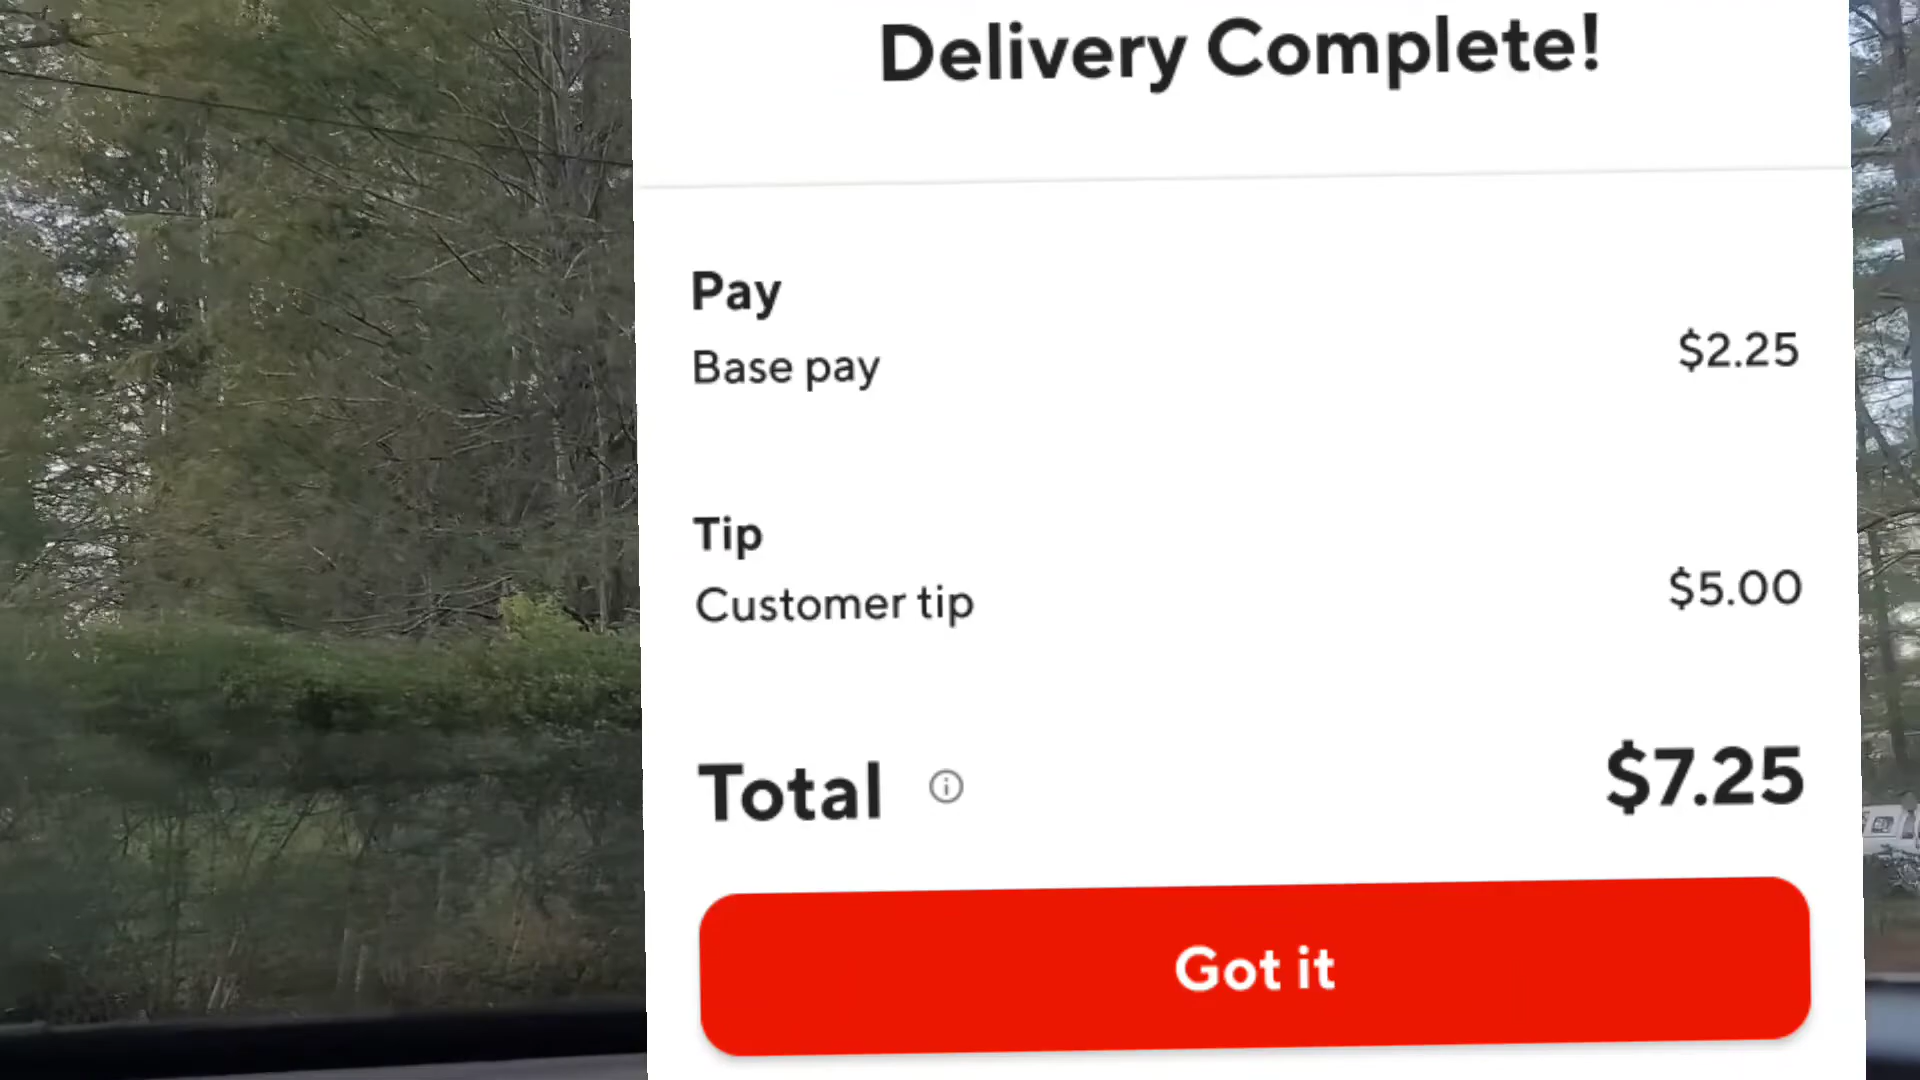 Delivery Complete!
Pay
Base pay $2.25
Tip
Customer tip $5.00
Total $7.25
Got it